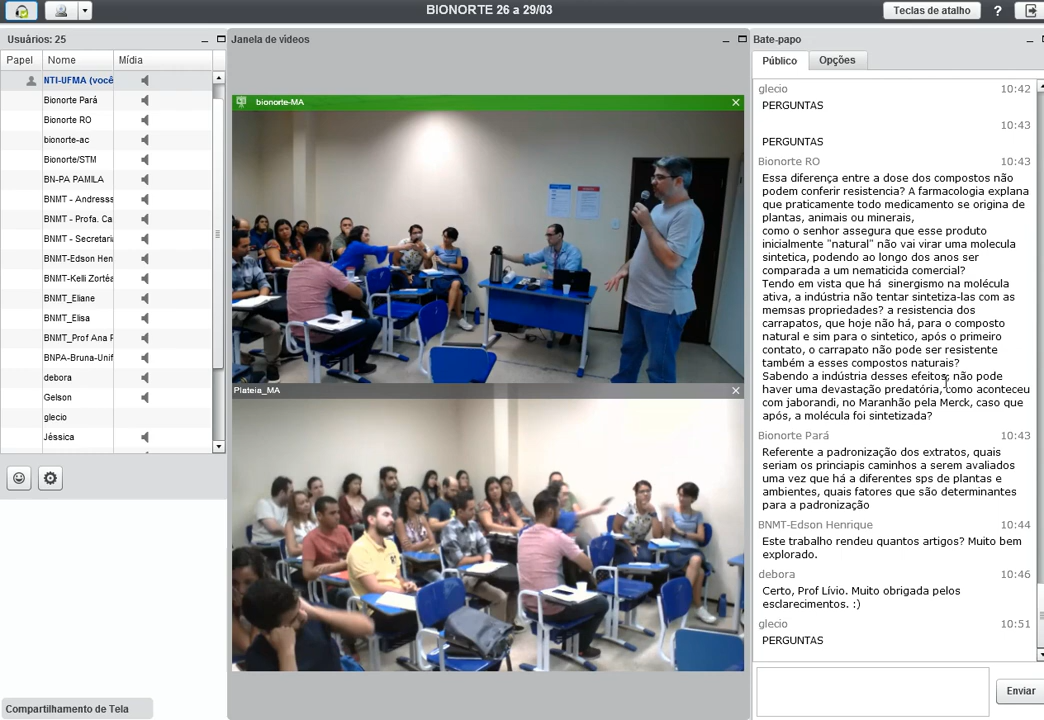 BIONORTE 26 a 29/03
Teclas de atalho
?
Usuários: 25
Papel Nome Mídia
NTI-UFMA (você
Bionorte Pará
Bionorte RO
bionorte-ac
Bionorte/STM
BN-PA PAMILA
BNMT - Andresss
BNMT - Profa. Ca
BNMT - Secretari
BNMT-Edson Hen
BNMT-Kelli Zortéa
BNMT_Eliane
BNMT_Elisa
BNMT_Prof Ana P
BNPA-Bruna-Unif
debora
Gelson
glecio
Jéssica
Compartilhamento de Tela
Janela de vídeos
bionorte-MA
Plateia_MA
Bate-papo
Público Opções
glecio 10:42
PERGUNTAS
10:43
PERGUNTAS
Bionorte RO 10:43
Essa diferença entre a dose dos compostos não
podem conferir resistencia? A farmacologia explana
que praticamente todo medicamento se origina de
plantas, animais ou minerais,
como o senhor assegura que esse produto
inicialmente "natural" não vai virar uma molecula
sintetica, podendo ao longo dos anos ser
comparada a um nematicida comercial?
Tendo em vista que há sinergismo na molécula
ativa, a indústria não tentar sintetiza-las com as
memsas propriedades? a resistencia dos
carrapatos, que hoje não há, para o composto
natural e sim para o sintetico, após o primeiro
contato, o carrapato não pode ser resistente
também a esses compostos naturais?
Sabendo a indústria desses efeitos, não pode
haver uma devastação predatória, como aconteceu
com jaborandi, no Maranhão pela Merck, caso que
após, a molécula foi sintetizada?
Bionorte Pará 10:43
Referente a padronização dos extratos, quais
seriam os princiapis caminhos a serem avaliados
uma vez que há a diferentes sps de plantas e
ambientes, quais fatores que são determinantes
para a padronização
BNMT-Edson Henrique 10:44
Este trabalho rendeu quantos artigos? Muito bem
explorado.
debora 10:46
Certo, Prof Lívio. Muito obrigada pelos
esclarecimentos. :)
glecio 10:51
PERGUNTAS
Enviar